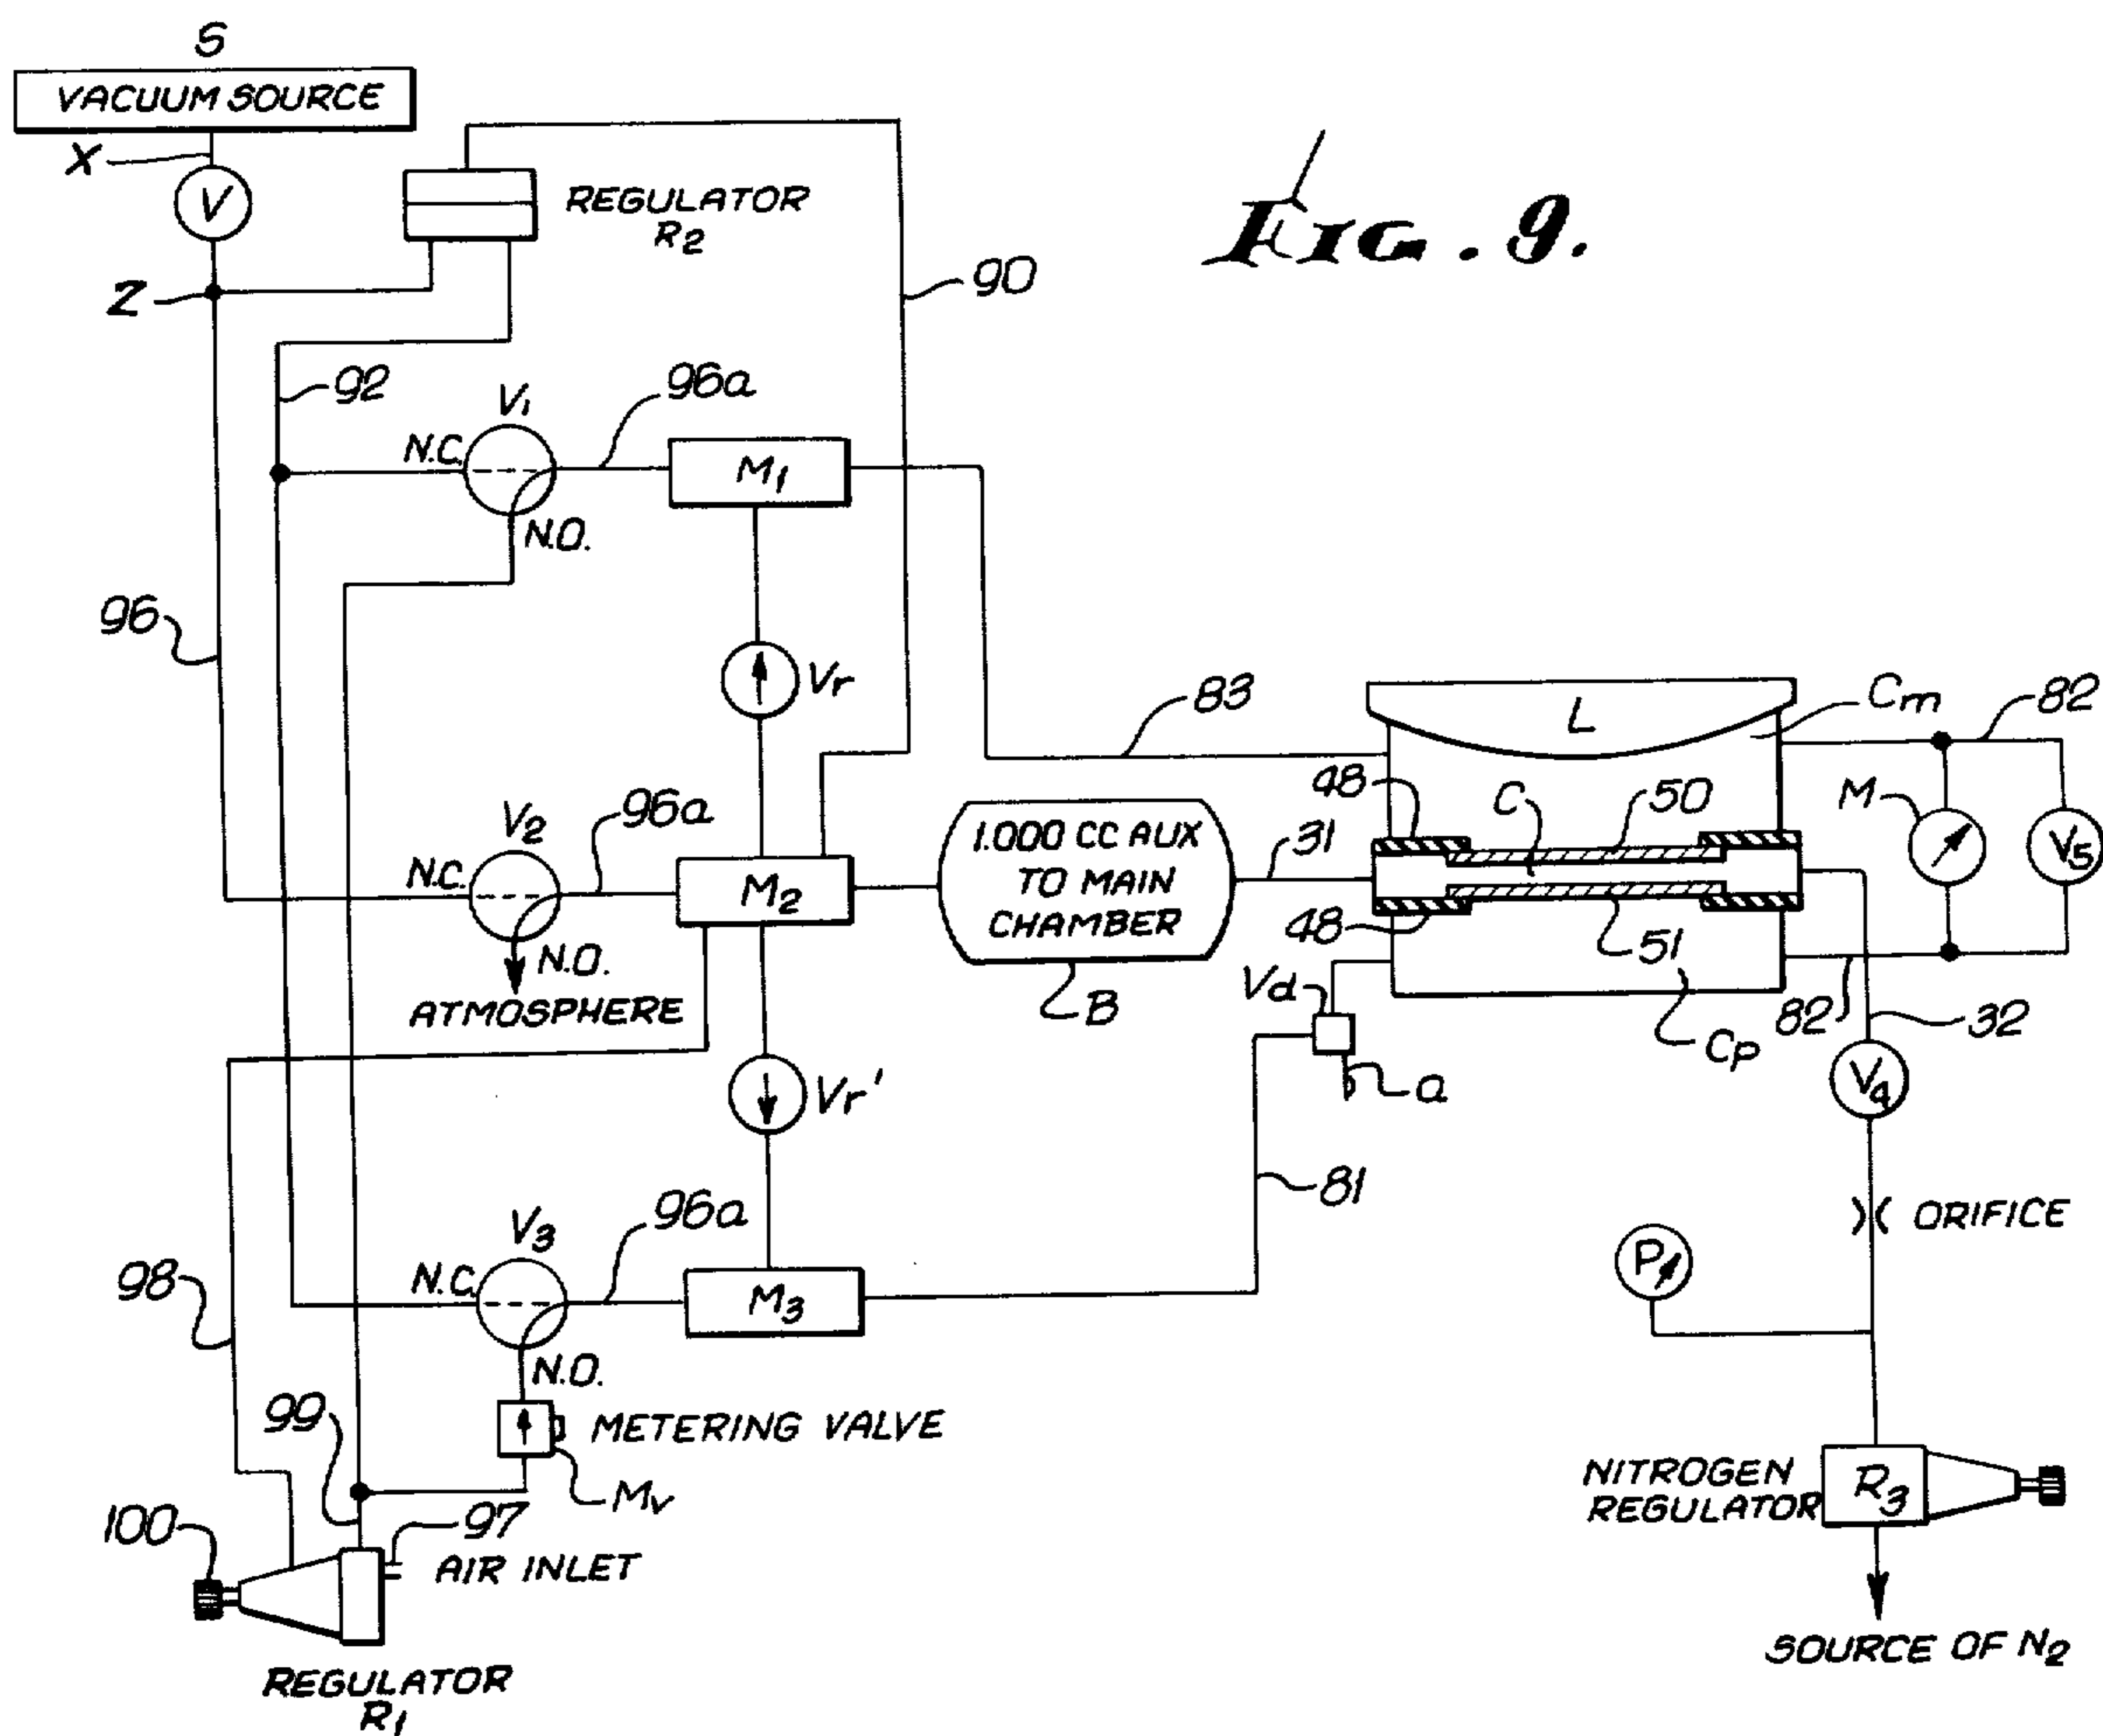 S
VACUUM SOURCE
X
V
Z
REGULATOR
R2
FIG. 9.
90
92
V1
96a
N.C.
M1
N.O.
96
Vr
83
L
Cm
82
48
C
50
M
V5
V2
96a
N.C.
M2
1.000 CC AUX
TO MAIN
CHAMBER
31
N.O.
ATMOSPHERE
B
48
51
Vd
a
Cp
82
32
V4
Vr'
81
ORIFICE
V3
96a
N.C.
M3
P
98
N.O.
99
METERING VALVE
Mv
NITROGEN
REGULATOR
R3
100
97
AIR INLET
SOURCE OF N2
REGULATOR
R1